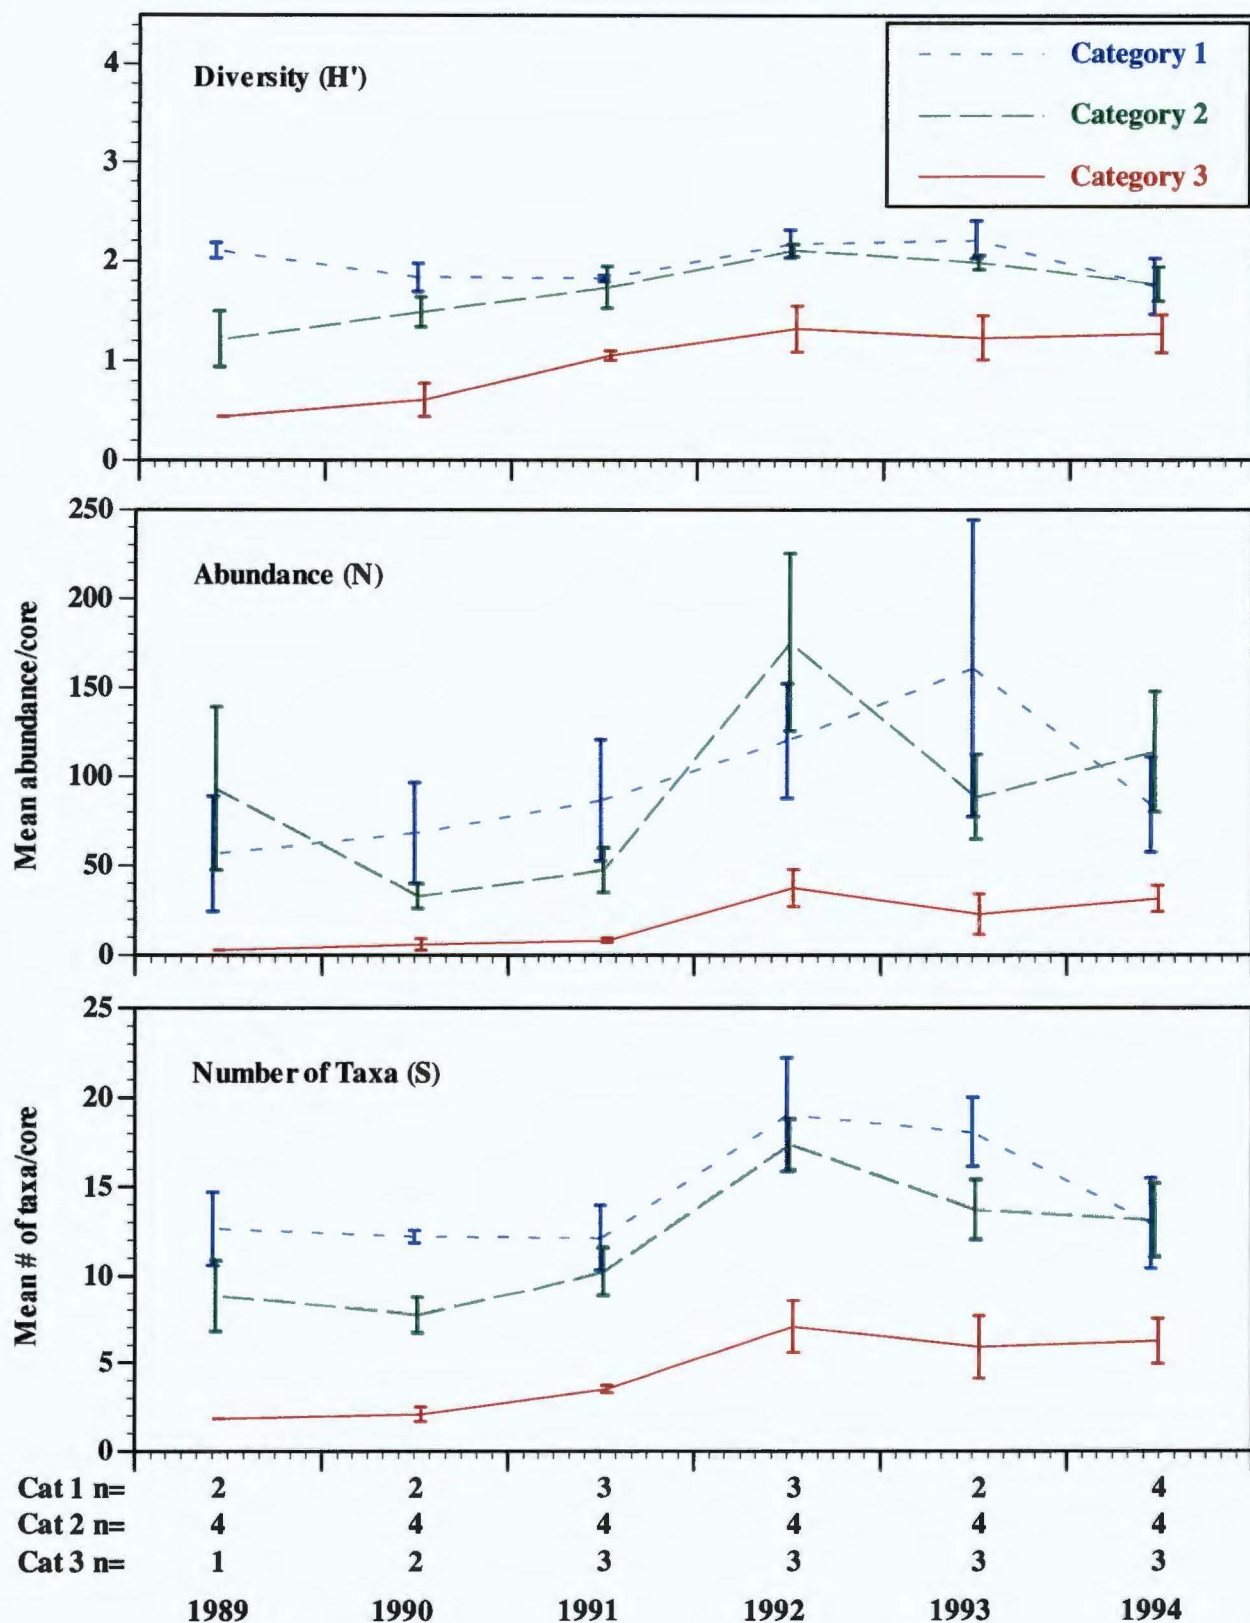 4
3
2
1
0
Diversity (H')
Category 1
Category 2
Category 3
250
200
150
100
50
0
Mean abundance/core
Abundance (N)
25
20
15
10
5
0
Mean # of taxa/core
Number of Taxa (S)
Cat 1 n= 2 2 3 3 2 4
Cat 2 n= 4 4 4 4 4 4
Cat 3 n= 1 2 3 3 3 3
1989 1990 1991 1992 1993 1994